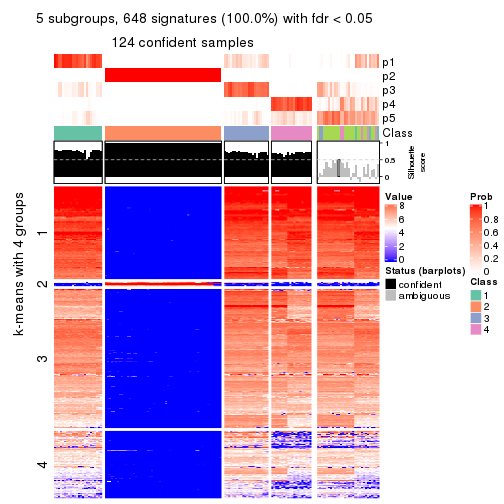 5 subgroups, 648 signatures (100.0%) with fdr < 0.05
124 confident samples
p1
p2
p3
p4
p5
Class
1
0.5
0
Silhouette
score
k-means with 4 groups
1
2
3
4
Value
8
6
4
2
0
Prob
1
0.8
0.6
0.4
0.2
0
Status (barplots)
confident
ambiguous
Class
1
2
3
4